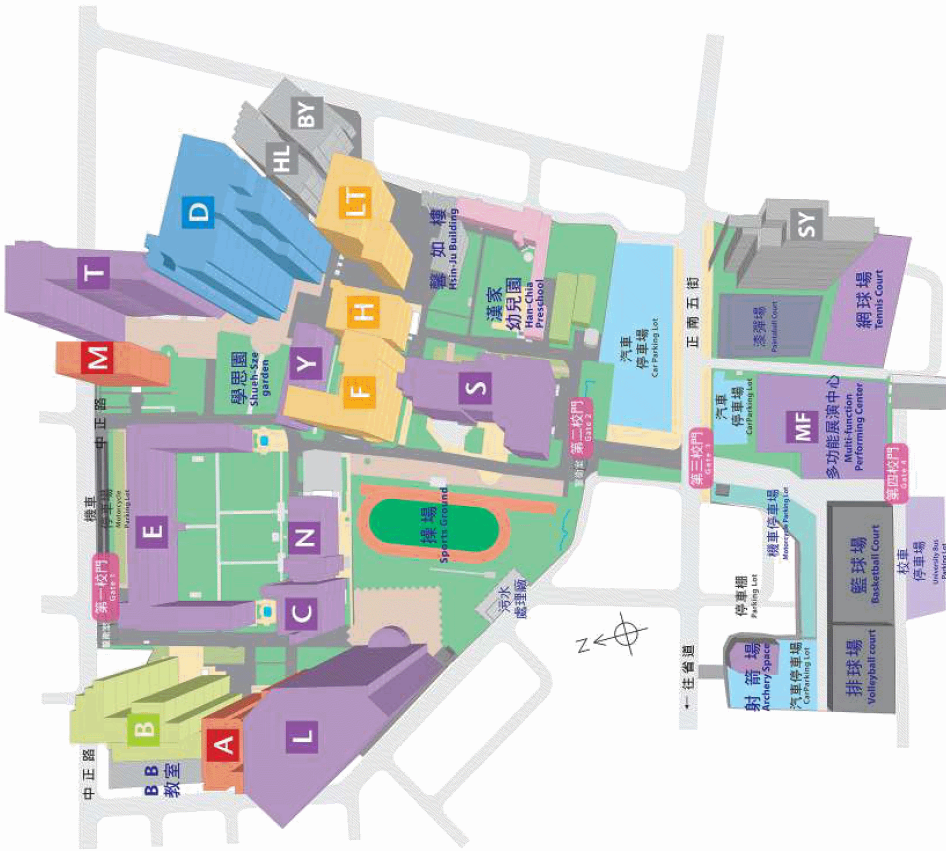 BY
HL
D
LT
T
M
H
Y
F
S
馨如樓
Hsin-Ju Building
漢家
幼兒園
Han-Chia
Preschool
學思園
Shueh-Sze
garden
SY
網球場
Tennis Court
漆彈場
Paintball Court
正南五街
汽車
停車場
Car Parking Lot
汽車
停車場
CarParking Lot
MF
多功能展演中心
Multi-function
Performing Center
第二校門
Gate 2
第三校門
Gate 3
第四校門
Gate 4
中正路
機車
停車場
Motorcycle
Parking Lot
第一校門
Gate 1
E
N
C
操場
Sports Ground
污水
處理廠
N
機車停車場
Motorcycle Parking Lot
停車棚
Parking Lot
籃球場
Basketball Court
校車
停車場
University Bus
Parking Lot
排球場
Volleyball court
射箭場
Archery Space
汽車停車場
CarParking Lot
←往省道
B
A
L
B B
教室
中正路